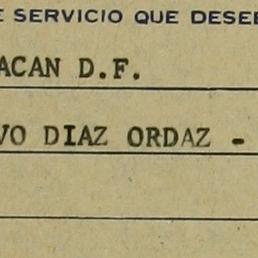 E SERVICIO QUE DESEE
ACAN D.F.
VO DIAZ ORDAZ -